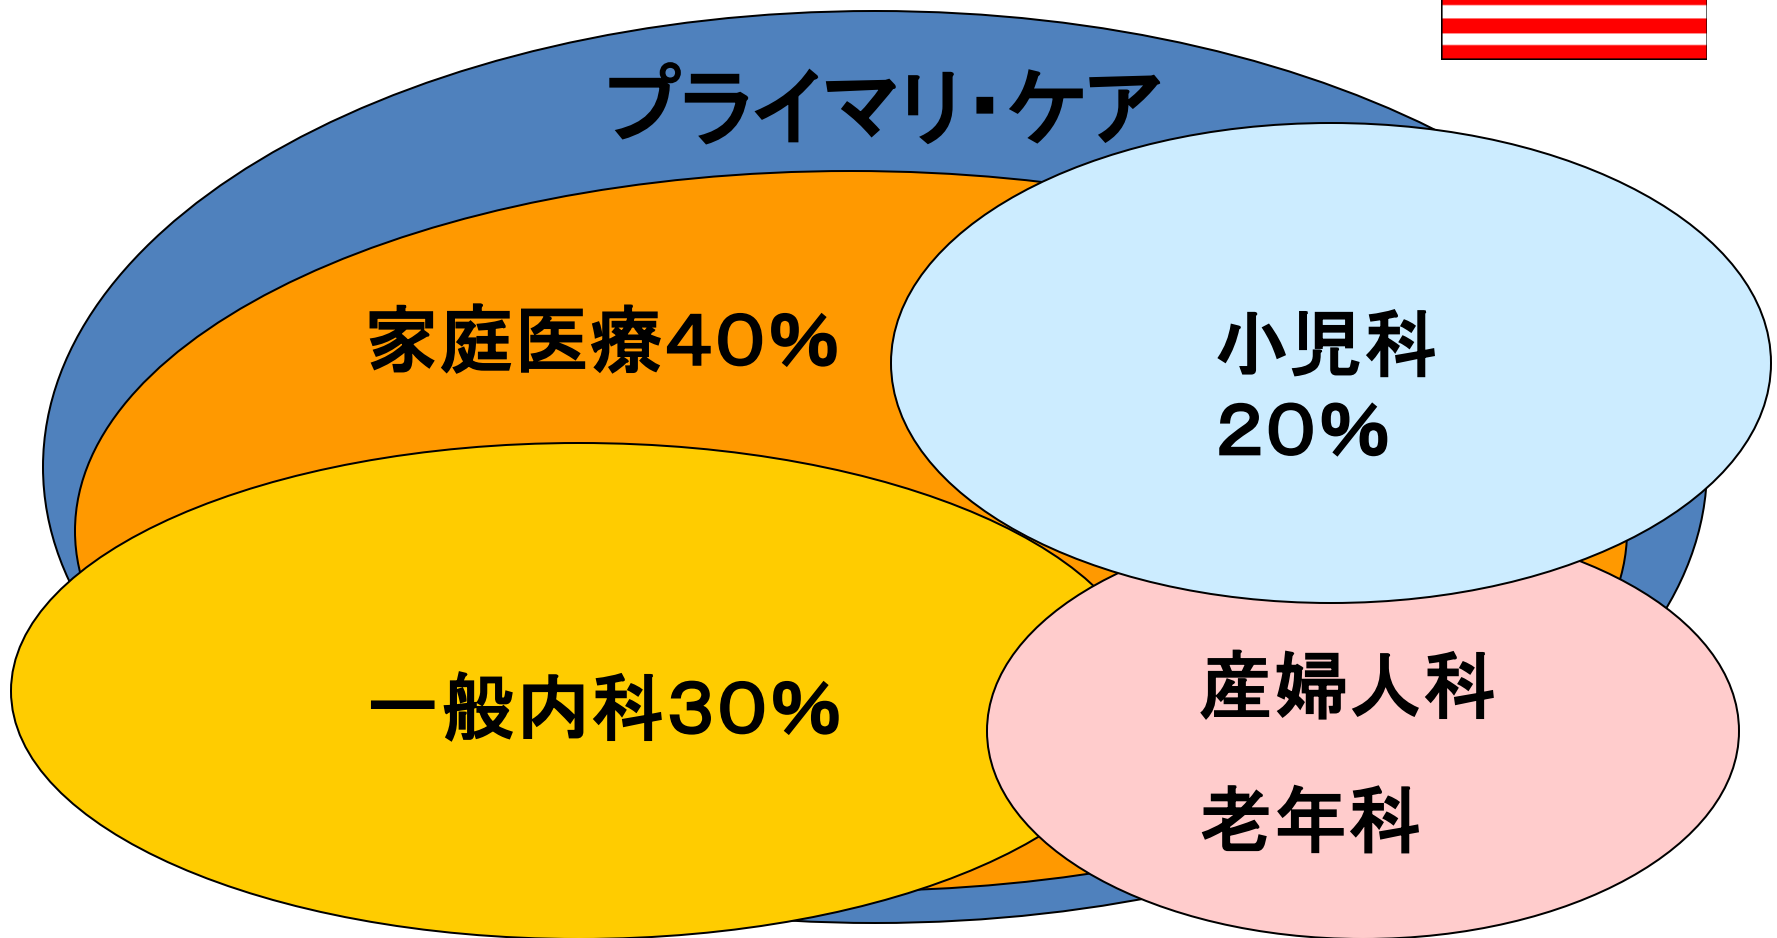 プライマリ・ケア
家庭医療４０％
小児科
２０％
一般内科３０％
産婦人科
老年科